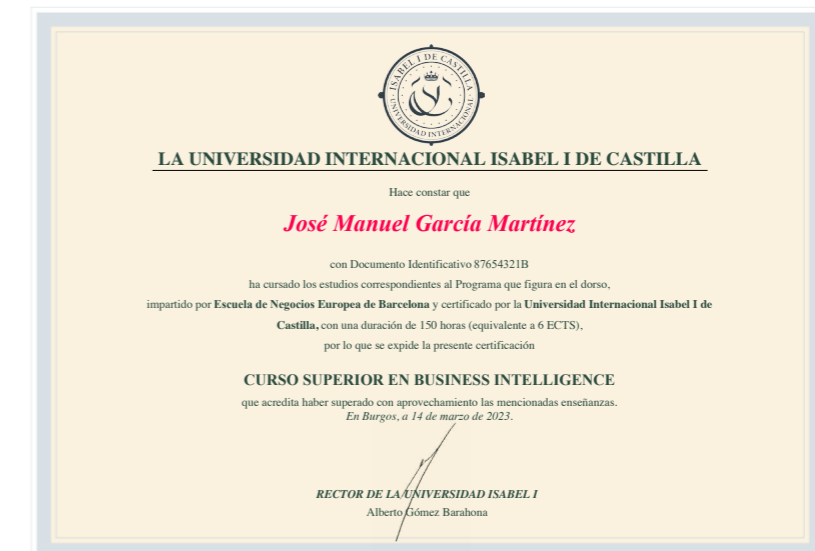 ISABEL I DE CASTILLA
UNIVERSIDAD INTERNACIONAL
LA UNIVERSIDAD INTERNACIONAL ISABEL I DE CASTILLA
Hace constar que
José Manuel García Martínez
con Documento Identificativo 87654321B
ha cursado los estudios correspondientes al Programa que figura en el dorso,
impartido por Escuela de Negocios Europea de Barcelona y certificado por la Universidad Internacional Isabel I de
Castilla, con una duración de 150 horas (equivalente a 6 ECTS),
por lo que se expide la presente certificación
CURSO SUPERIOR EN BUSINESS INTELLIGENCE
que acredita haber superado con aprovechamiento las mencionadas enseñanzas.
En Burgos, a 14 de marzo de 2023.
RECTOR DE LA UNIVERSIDAD ISABEL I
Alberto Gómez Barahona